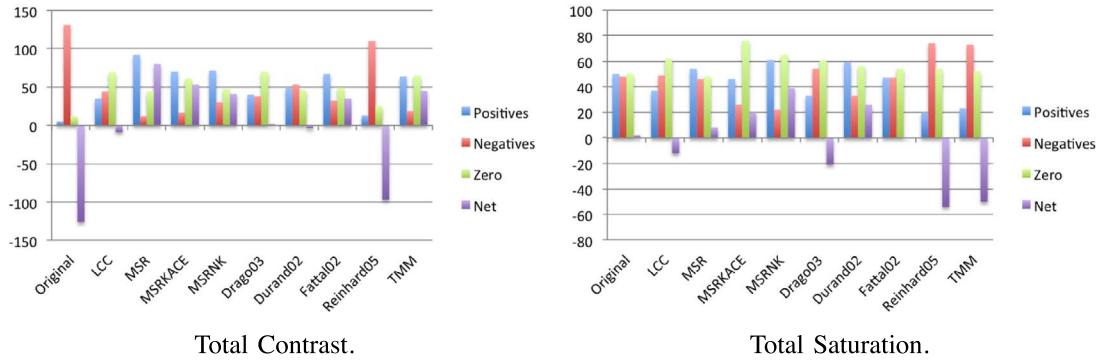 150
100
50
0
-50
-100
-150
Original
LCC
MSR
MSRKACE
MSRNK
Drago03
Durand02
Fattal02
Reinhard05
TMM
Positives
Negatives
Zero
Net
Total Contrast.
100
80
60
40
20
0
-20
-40
-60
-80
Original
LCC
MSR
MSRKACE
MSRNK
Drago03
Durand02
Fattal02
Reinhard05
TMM
Positives
Negatives
Zero
Net
Total Saturation.